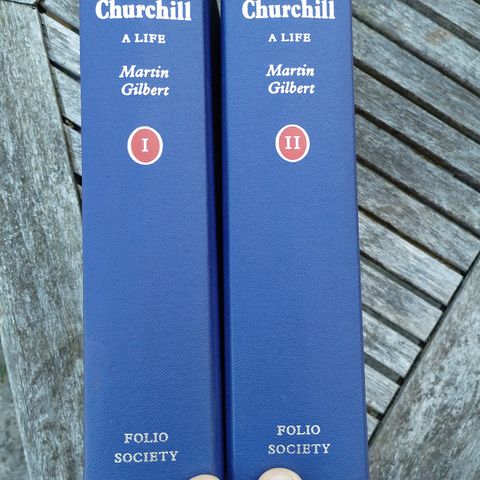 Churchill
A LIFE
Martin
Gilbert
I
FOLIO
SOCIETY
Churchill
A LIFE
Martin
Gilbert
II
FOLIO
SOCIETY